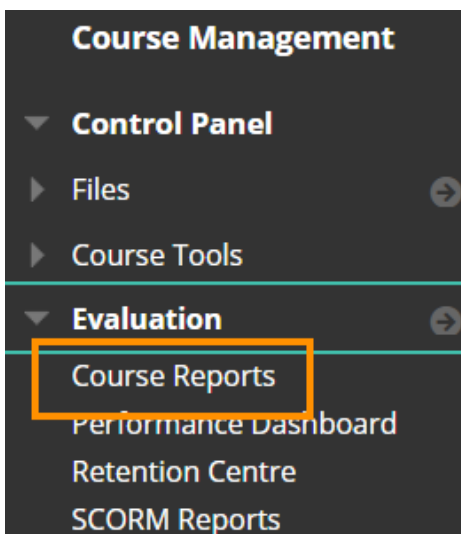 Course Management
Control Panel
Files
Course Tools
Evaluation
Course Reports
Performance Dashboard
Retention Centre
SCORM Reports